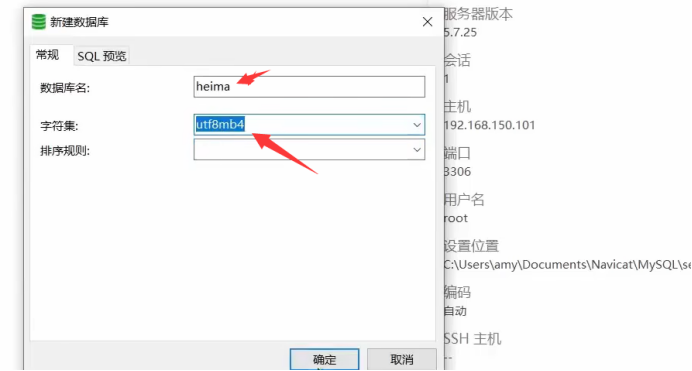 新建数据库
常规
SQL 预览
数据库名:
heima
字符集:
utf8mb4
排序规则:
确定
取消
服务器版本
5.7.25
会话
1
主机
192.168.150.101
端口
3306
用户名
root
设置位置
C:\Users\amy\Documents\Navicat\MySQL\se
编码
自动
SSH 主机
--